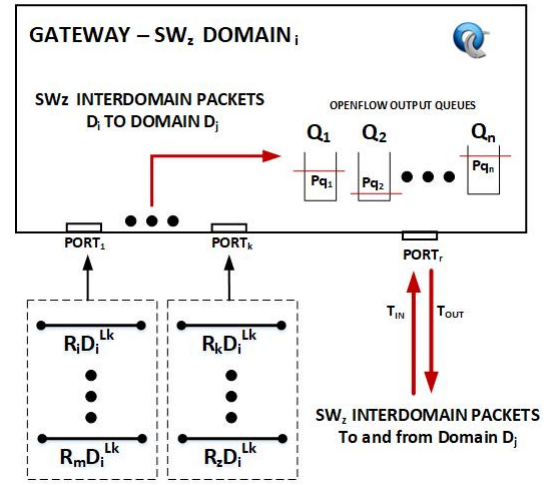 GATEWAY – SWz DOMAIN i
SWz INTERDOMAIN PACKETS
Di TO DOMAIN Dj
OPENFLOW OUTPUT QUEUES
Q1 Q2 Qn
Pq1 Pq2 Pqn
PORT1 PORTk PORTr
TIN TOUT
RiDiLk RkDiLk
RmDiLk RzDiLk
SWz INTERDOMAIN PACKETS
To and from Domain Dj